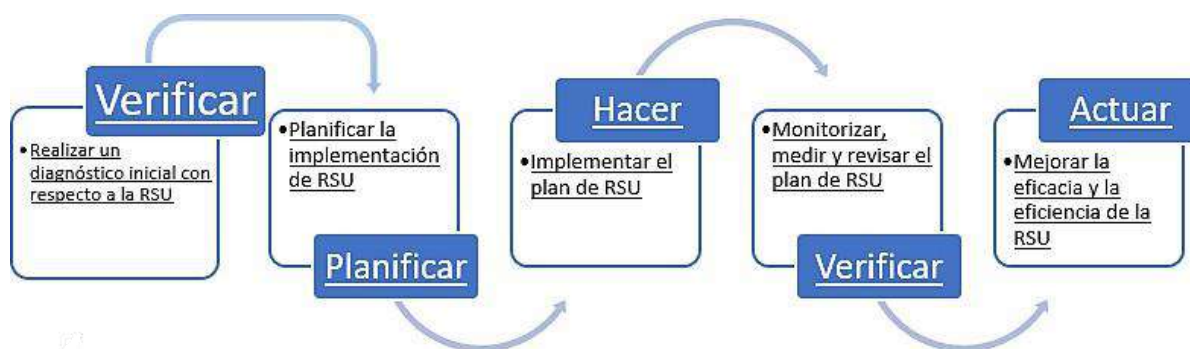 Verificar
•Realizar un
diagnóstico inicial con
respecto a la RSU
•Planificar la
implementación
de RSU
Planificar
Hacer
•Implementar el
plan de RSU
•Monitorizar,
medir y revisar el
plan de RSU
Verificar
Actuar
•Mejorar la
eficacia y la
eficiencia de la
RSU